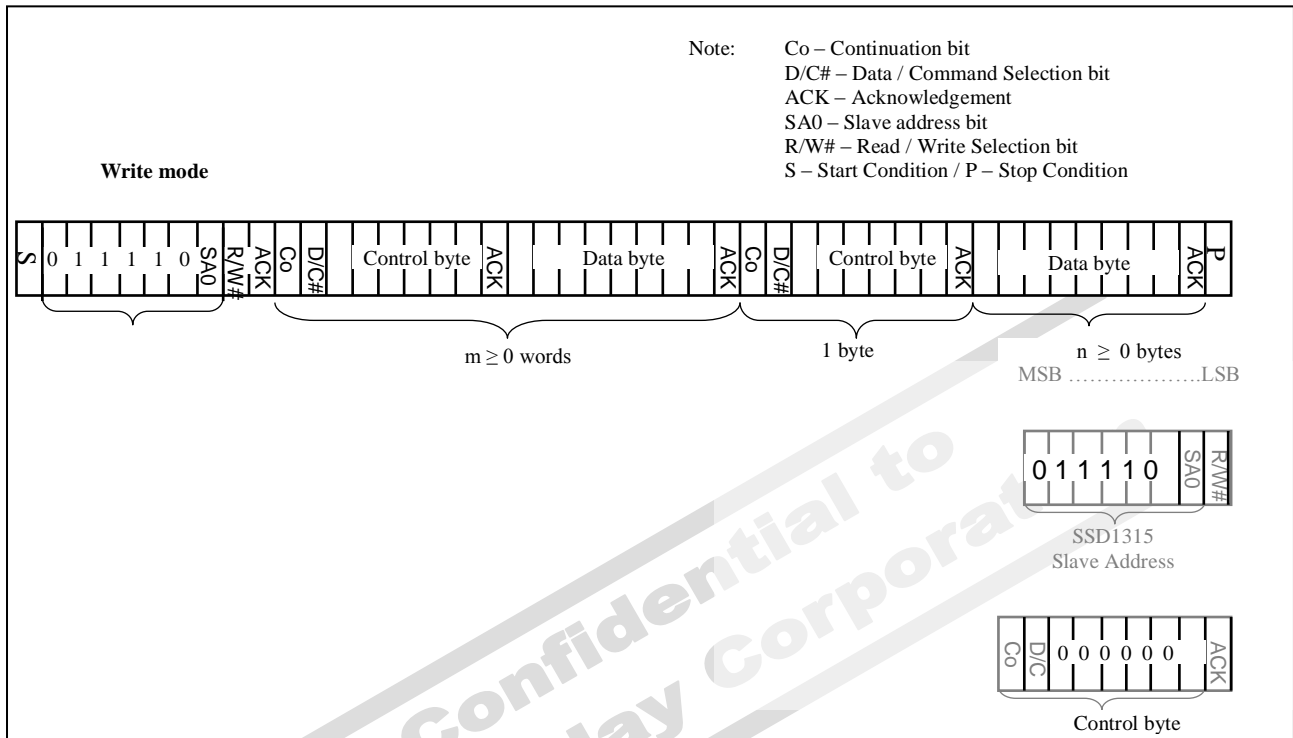 Note: Co – Continuation bit
D/C# – Data / Command Selection bit
ACK – Acknowledgement
SA0 – Slave address bit
R/W# – Read / Write Selection bit
S – Start Condition / P – Stop Condition
Write mode
S 0 1 1 1 1 0 SA0 R/W# ACK Co D/C# Control byte ACK Data byte ACK Co D/C# Control byte ACK Data byte ACK P
m ≥ 0 words 1 byte n ≥ 0 bytes
MSB ………………….LSB
0 1 1 1 1 0 SA0 R/W#
SSD1315
Slave Address
Co D/C 0 0 0 0 0 0 ACK
Control byte
Confidential to